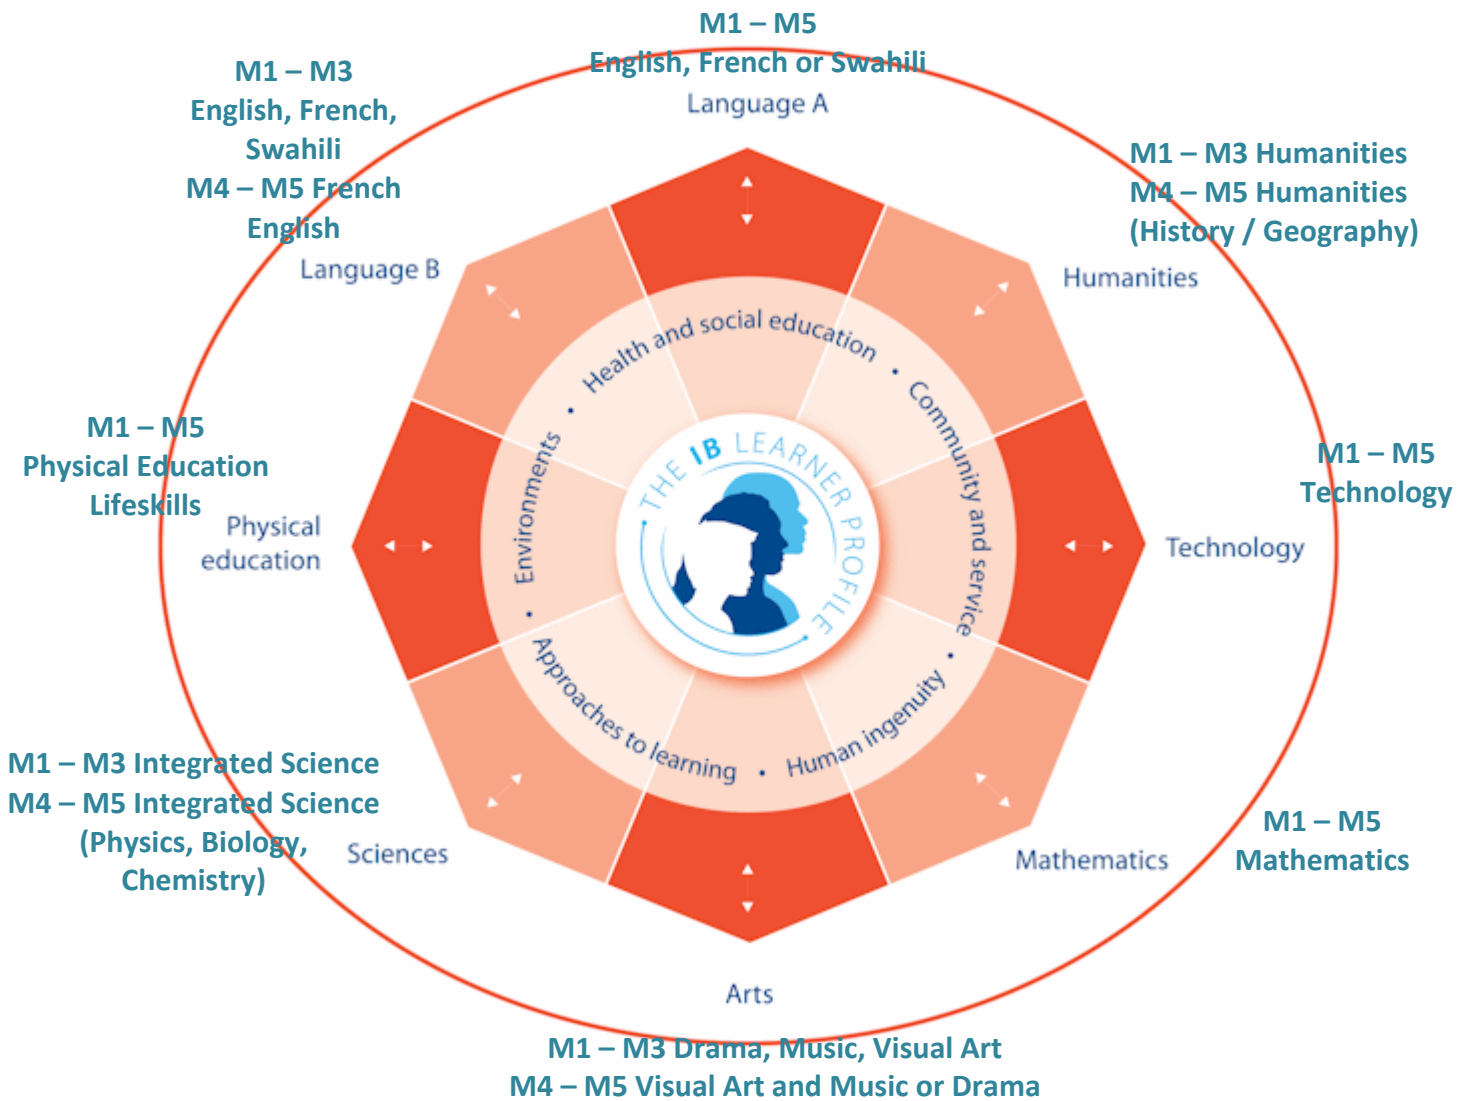 M1 – M5
English, French or Swahili
Language A
M1 – M3
English, French,
Swahili
M4 – M5 French
English
Language B
M1 – M3 Humanities
M4 – M5 Humanities
(History / Geography)
Humanities
M1 – M5
Physical Education
Lifeskills
Physical
education
M1 – M5
Technology
Technology
Health and social education
•
Community and service
•
Human ingenuity
•
Approaches to learning
•
Environments
•
THE IB LEARNER PROFILE
M1 – M3 Integrated Science
M4 – M5 Integrated Science
(Physics, Biology,
Chemistry)
Sciences
M1 – M5
Mathematics
Mathematics
Arts
M1 – M3 Drama, Music, Visual Art
M4 – M5 Visual Art and Music or Drama